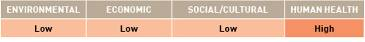 ENVIRONMENTAL ECONOMIC SOCIAL/CULTURAL HUMAN HEALTH
Low Low Low High